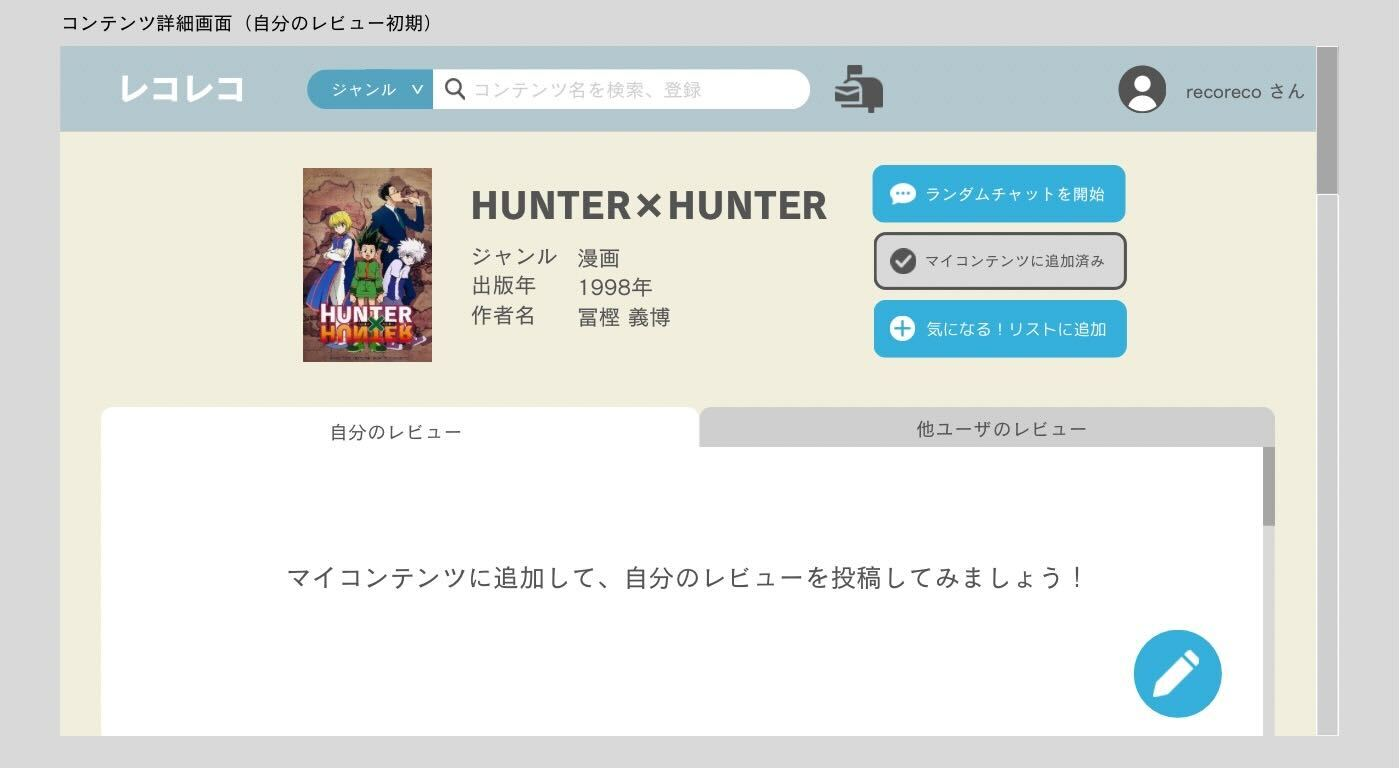 コンテンツ詳細画面（自分のレビュー初期）
レコレコ
ジャンル
コンテンツ名を検索、登録
recoreco さん
HUNTER×HUNTER
ジャンル 漫画
出版年 1998年
作者名 冨樫 義博
HUNTER
×
HUNTER
ランダムチャットを開始
マイコンテンツに追加済み
気になる！リストに追加
自分のレビュー
他ユーザのレビュー
マイコンテンツに追加して、自分のレビューを投稿してみましょう！